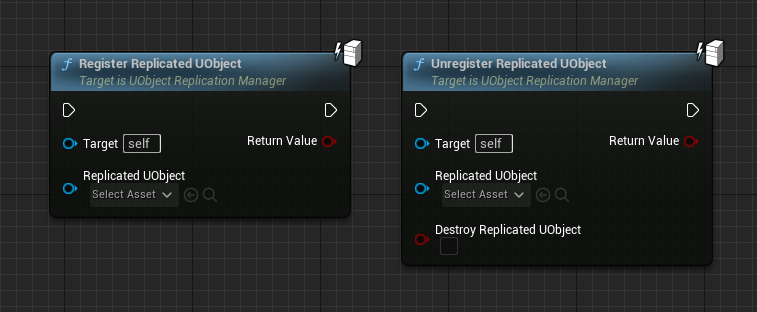 Register Replicated UObject
Target is UObject Replication Manager
Target self Return Value
Replicated UObject
Select Asset
Unregister Replicated UObject
Target is UObject Replication Manager
Target self Return Value
Replicated UObject
Select Asset
Destroy Replicated UObject